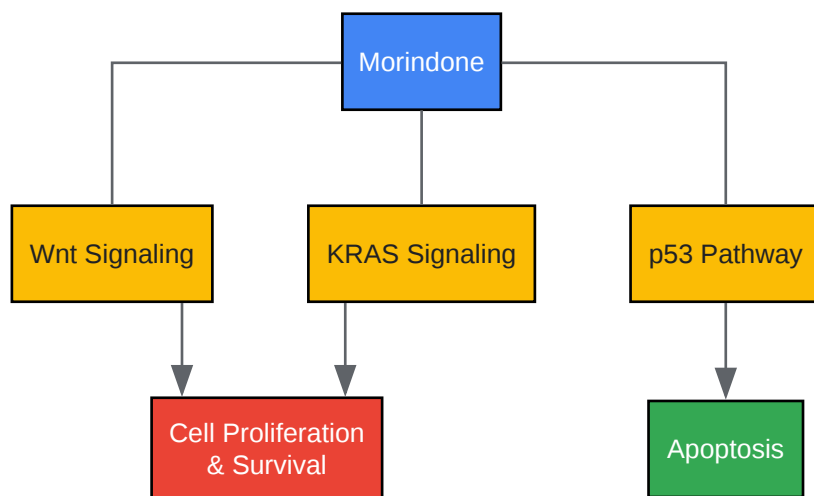 Morindone
Wnt Signaling
KRAS Signaling
p53 Pathway
Cell Proliferation
& Survival
Apoptosis